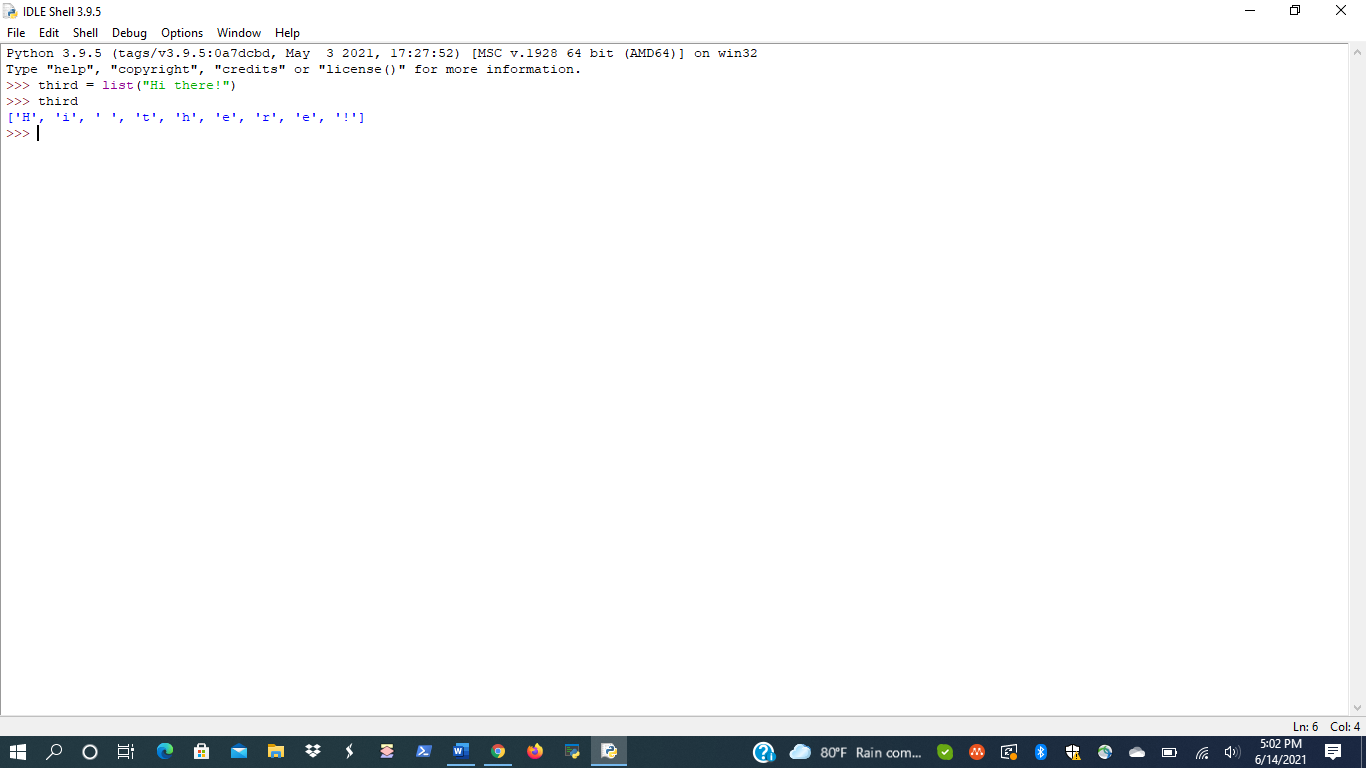 IDLE Shell 3.9.5
File Edit Shell Debug Options Window Help
Python 3.9.5 (tags/v3.9.5:0a7dcbd, May  3 2021, 17:27:52) [MSC v.1928 64 bit (AMD64)] on win32
Type "help", "copyright", "credits" or "license()" for more information.
>>> third = list("Hi there!")
>>> third
['H', 'i', ' ', 't', 'h', 'e', 'r', 'e', '!']
>>>
Ln: 6 Col: 4
80°F Rain com...
5:02 PM
6/14/2021